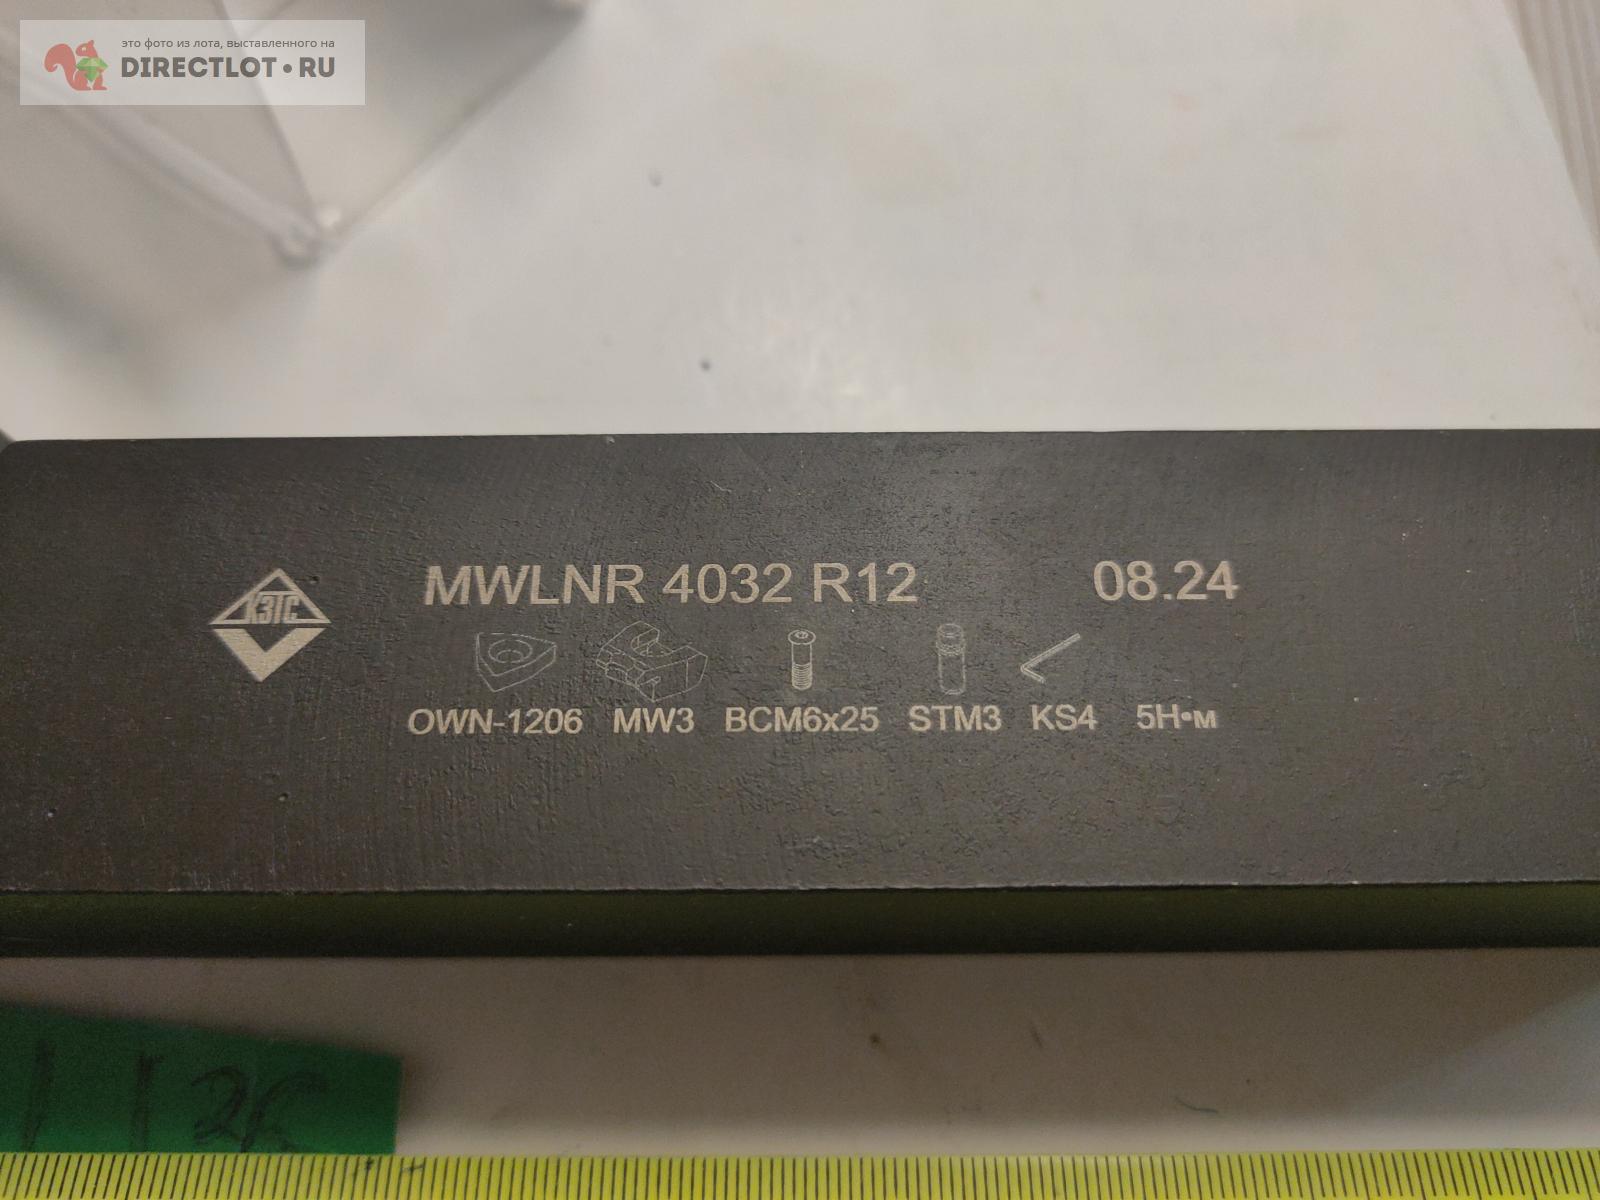 это фото из лота, выставленного на
DIRECTLOT•RU
КЗТС
MWLNR 4032 R12 08.24
OWN-1206 MW3 BCM6x25 STM3 KS4 5Н•м